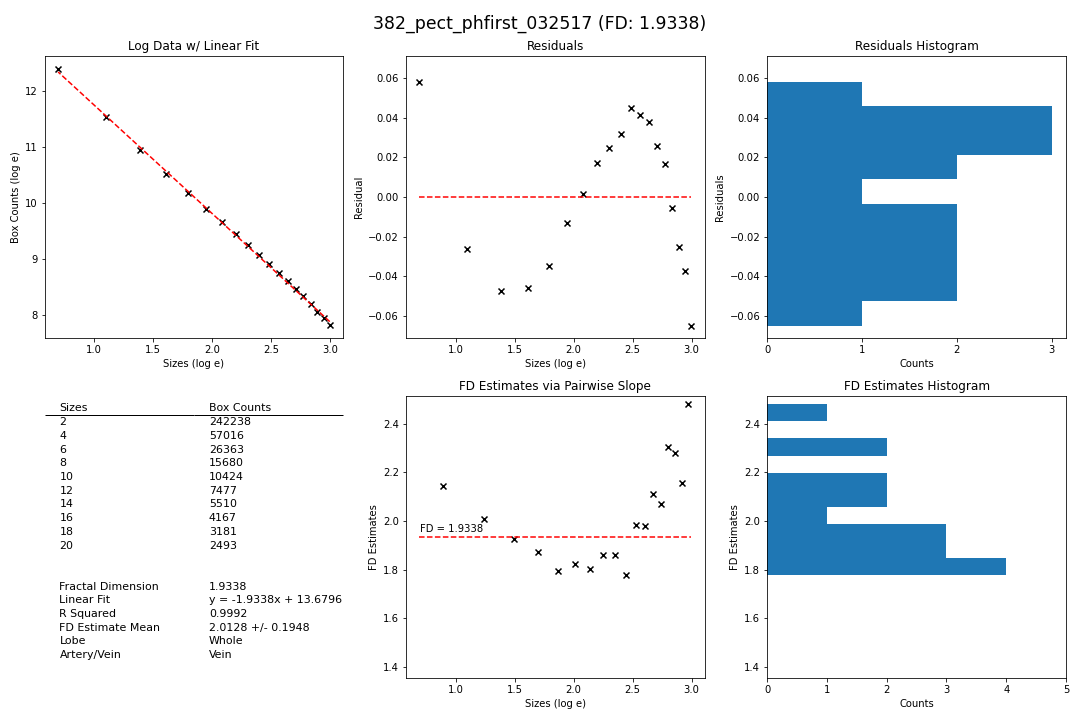 382_pect_phfirst_032517 (FD: 1.9338)
Log Data w/ Linear Fit
12
11
10
9
8
Box Counts (log e)
1.0 1.5 2.0 2.5 3.0
Sizes (log e)
Residuals
0.06
0.04
0.02
0.00
−0.02
−0.04
−0.06
Residual
1.0 1.5 2.0 2.5 3.0
Sizes (log e)
Residuals Histogram
0.06
0.04
0.02
0.00
−0.02
−0.04
−0.06
Residuals
0 1 2 3
Counts
Sizes Box Counts
2 242238
4 57016
6 26363
8 15680
10 10424
12 7477
14 5510
16 4167
18 3181
20 2493
Fractal Dimension 1.9338
Linear Fit y = -1.9338x + 13.6796
R Squared 0.9992
FD Estimate Mean 2.0128 +/- 0.1948
Lobe Whole
Artery/Vein Vein
FD Estimates via Pairwise Slope
2.4
2.2
2.0
1.8
1.6
1.4
FD Estimates
FD = 1.9338
1.0 1.5 2.0 2.5 3.0
Sizes (log e)
FD Estimates Histogram
2.4
2.2
2.0
1.8
1.6
1.4
FD Estimates
0 1 2 3 4 5
Counts